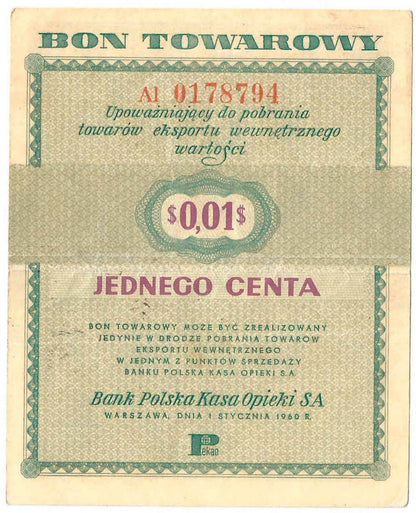 BON TOWAROWY
AI 0178794
Upoważniający do pobrania
towarów eksportu wewnętrznego
wartości
$0,01$
JEDNEGO CENTA
BON TOWAROWY MOŻE BYĆ ZREALIZOWANY
JEDYNIE W DRODZE POBRANIA TOWARÓW
EKSPORTU WEWNĘTRZNEGO
W JEDNYM Z PUNKTÓW SPRZEDAŻY
BANKU POLSKA KASA OPIEKI S.A
Bank Polska Kasa Opieki SA
WARSZAWA, DNIA 1 STYCZNIA 1960 R.
Pekao